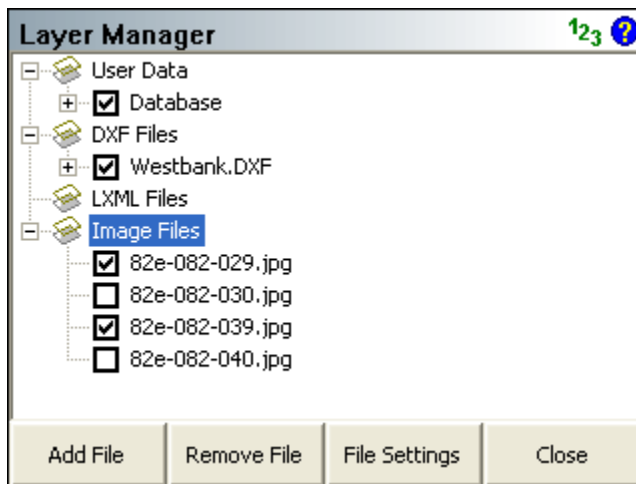 Layer Manager 123 ?
User Data
Database
DXF Files
Westbank.DXF
LXML Files
Image Files
82e-082-029.jpg
82e-082-030.jpg
82e-082-039.jpg
82e-082-040.jpg
Add File Remove File File Settings Close